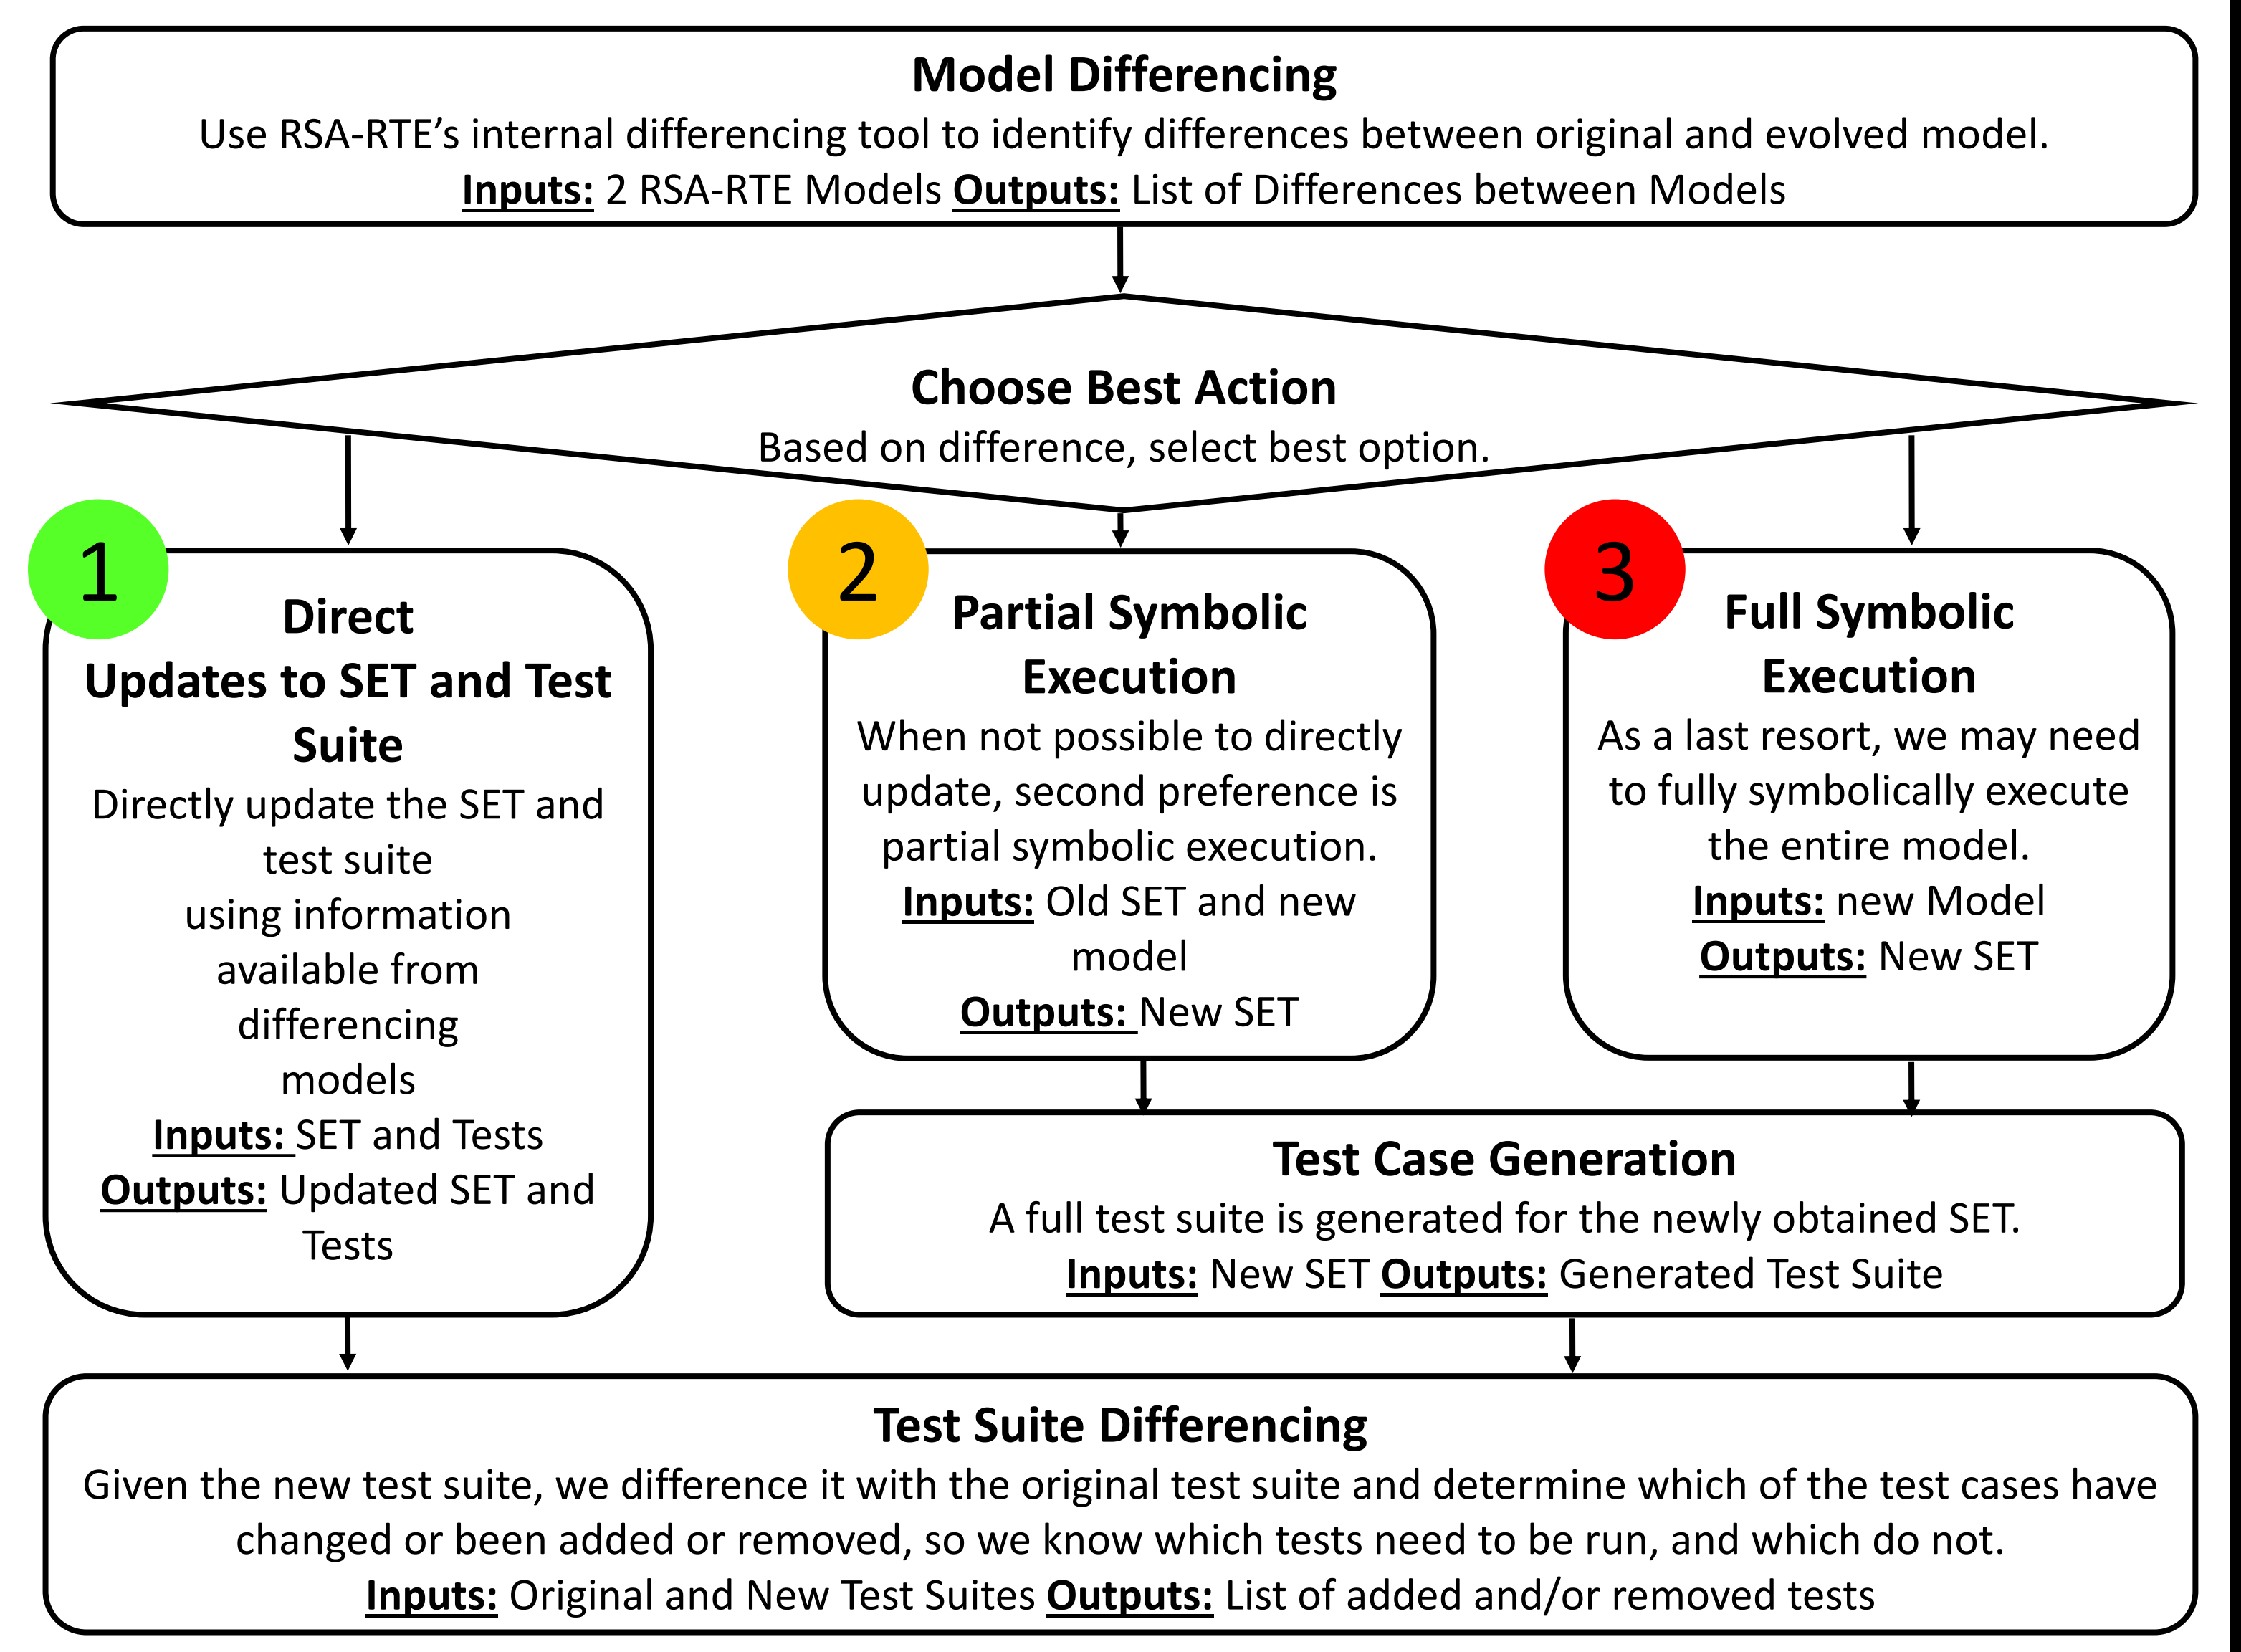 Model Differencing
Use RSA-RTE’s internal differencing tool to identify differences between original and evolved model.
Inputs: 2 RSA-RTE Models Outputs: List of Differences between Models
Choose Best Action
Based on difference, select best option.
1
Direct
Updates to SET and Test
Suite
Directly update the SET and
test suite
using information
available from
differencing
models
Inputs: SET and Tests
Outputs: Updated SET and
Tests
2
Partial Symbolic
Execution
When not possible to directly
update, second preference is
partial symbolic execution.
Inputs: Old SET and new
model
Outputs: New SET
3
Full Symbolic
Execution
As a last resort, we may need
to fully symbolically execute
the entire model.
Inputs: new Model
Outputs: New SET
Test Case Generation
A full test suite is generated for the newly obtained SET.
Inputs: New SET Outputs: Generated Test Suite
Test Suite Differencing
Given the new test suite, we difference it with the original test suite and determine which of the test cases have
changed or been added or removed, so we know which tests need to be run, and which do not.
Inputs: Original and New Test Suites Outputs: List of added and/or removed tests